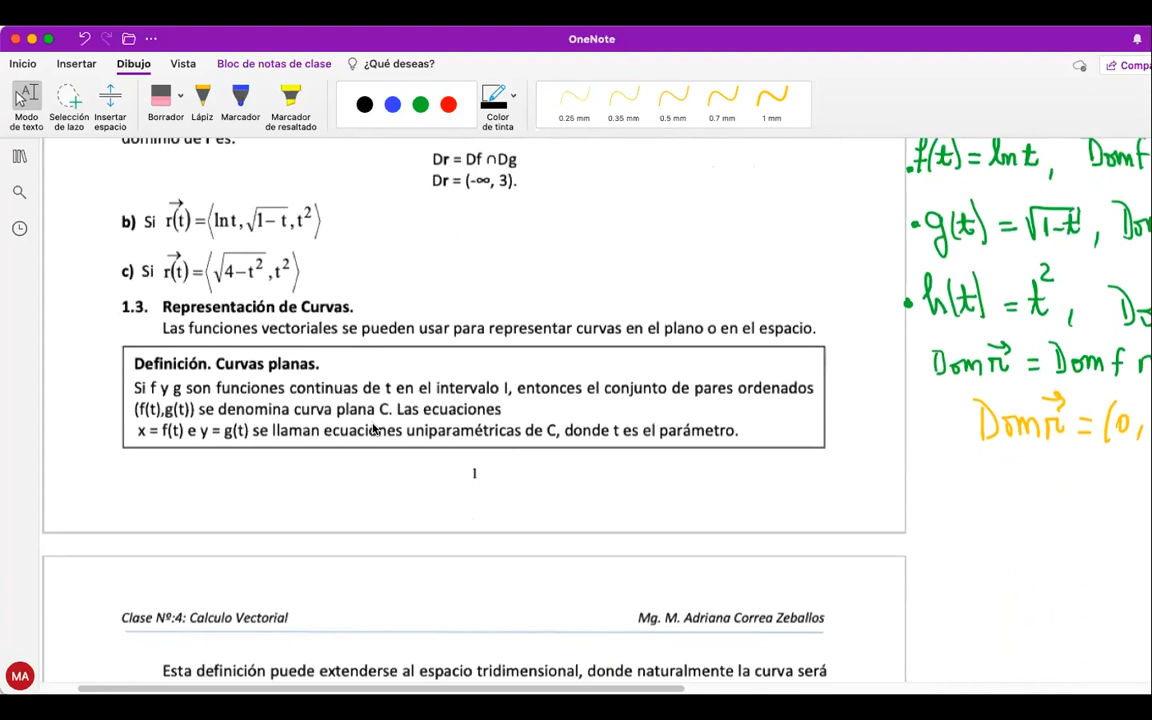 OneNote
Inicio Insertar Dibujo Vista Bloc de notas de clase ¿Qué deseas?
Modo de texto Selección de lazo Insertar espacio Borrador Lápiz Marcador Marcador de resaltado Color de tinta 0.25 mm 0.35 mm 0.5 mm 0.7 mm 1 mm
Dr = Df ∩Dg
Dr = (-∞, 3).
b) Si r(t) = ⟨ln t, √1−t, t²⟩
c) Si r(t) = ⟨√4−t², t²⟩
1.3. Representación de Curvas.
Las funciones vectoriales se pueden usar para representar curvas en el plano o en el espacio.
Definición. Curvas planas.
Si f y g son funciones continuas de t en el intervalo I, entonces el conjunto de pares ordenados
(f(t),g(t)) se denomina curva plana C. Las ecuaciones
x = f(t) e y = g(t) se llaman ecuaciones uniparamétricas de C, donde t es el parámetro.
1
Clase Nº:4: Calculo Vectorial Mg. M. Adriana Correa Zeballos
Esta definición puede extenderse al espacio tridimensional, donde naturalmente la curva será
MA
f(t) = ln t, Dom f
• g(t) = √1-t ,
• h(t) = t² ,
Dom r = Dom f
Dom r = (0,